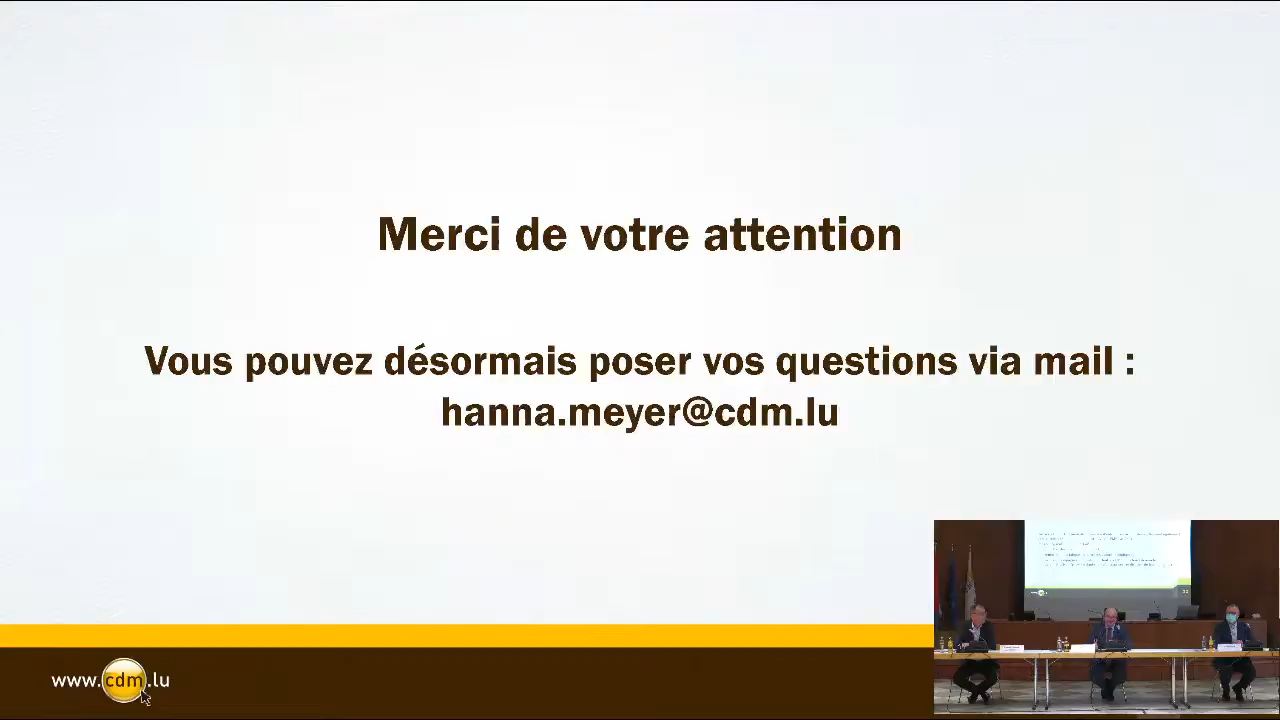 Merci de votre attention
Vous pouvez désormais poser vos questions via mail :
hanna.meyer@cdm.lu
www.cdm.lu